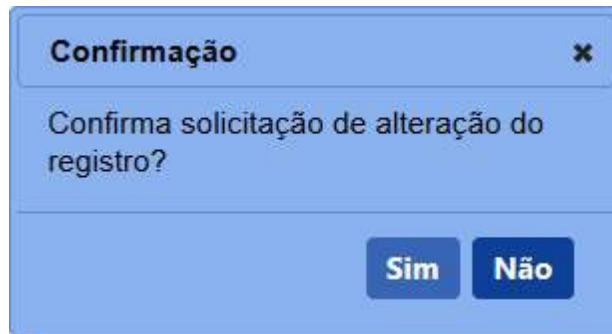 Confirmação
Confirma solicitação de alteração do
registro?
Sim Não